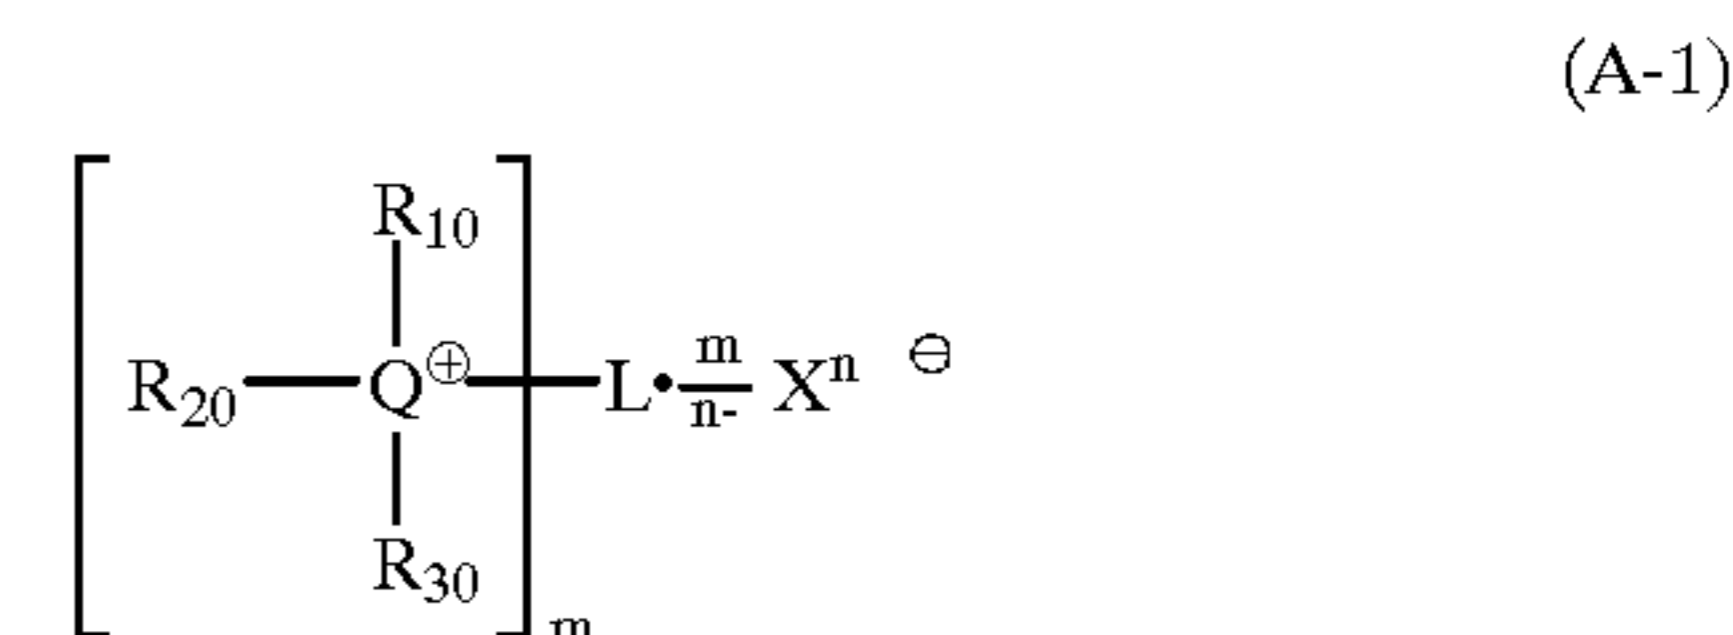 (A-1)
R10
R20 Q⊕ L• m/n- Xn ⊖
R30
m